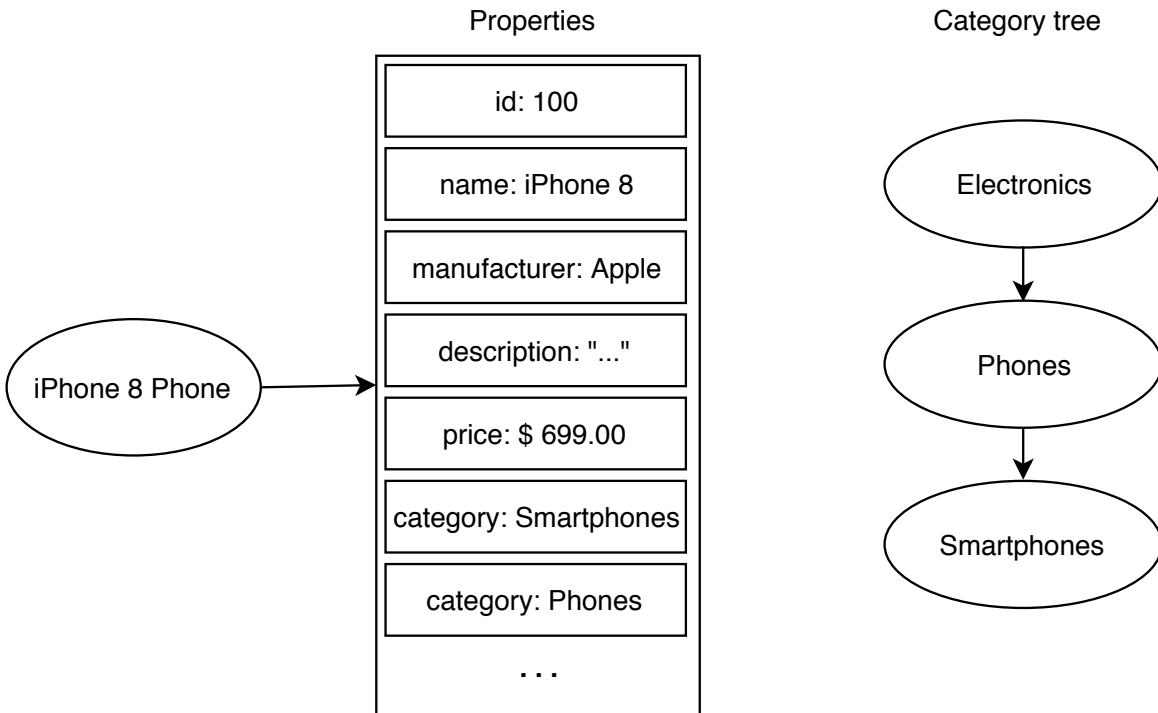 Properties
Category tree
id: 100
name: iPhone 8
manufacturer: Apple
description: "..."
price: $ 699.00
category: Smartphones
category: Phones
...
iPhone 8 Phone
Electronics
Phones
Smartphones